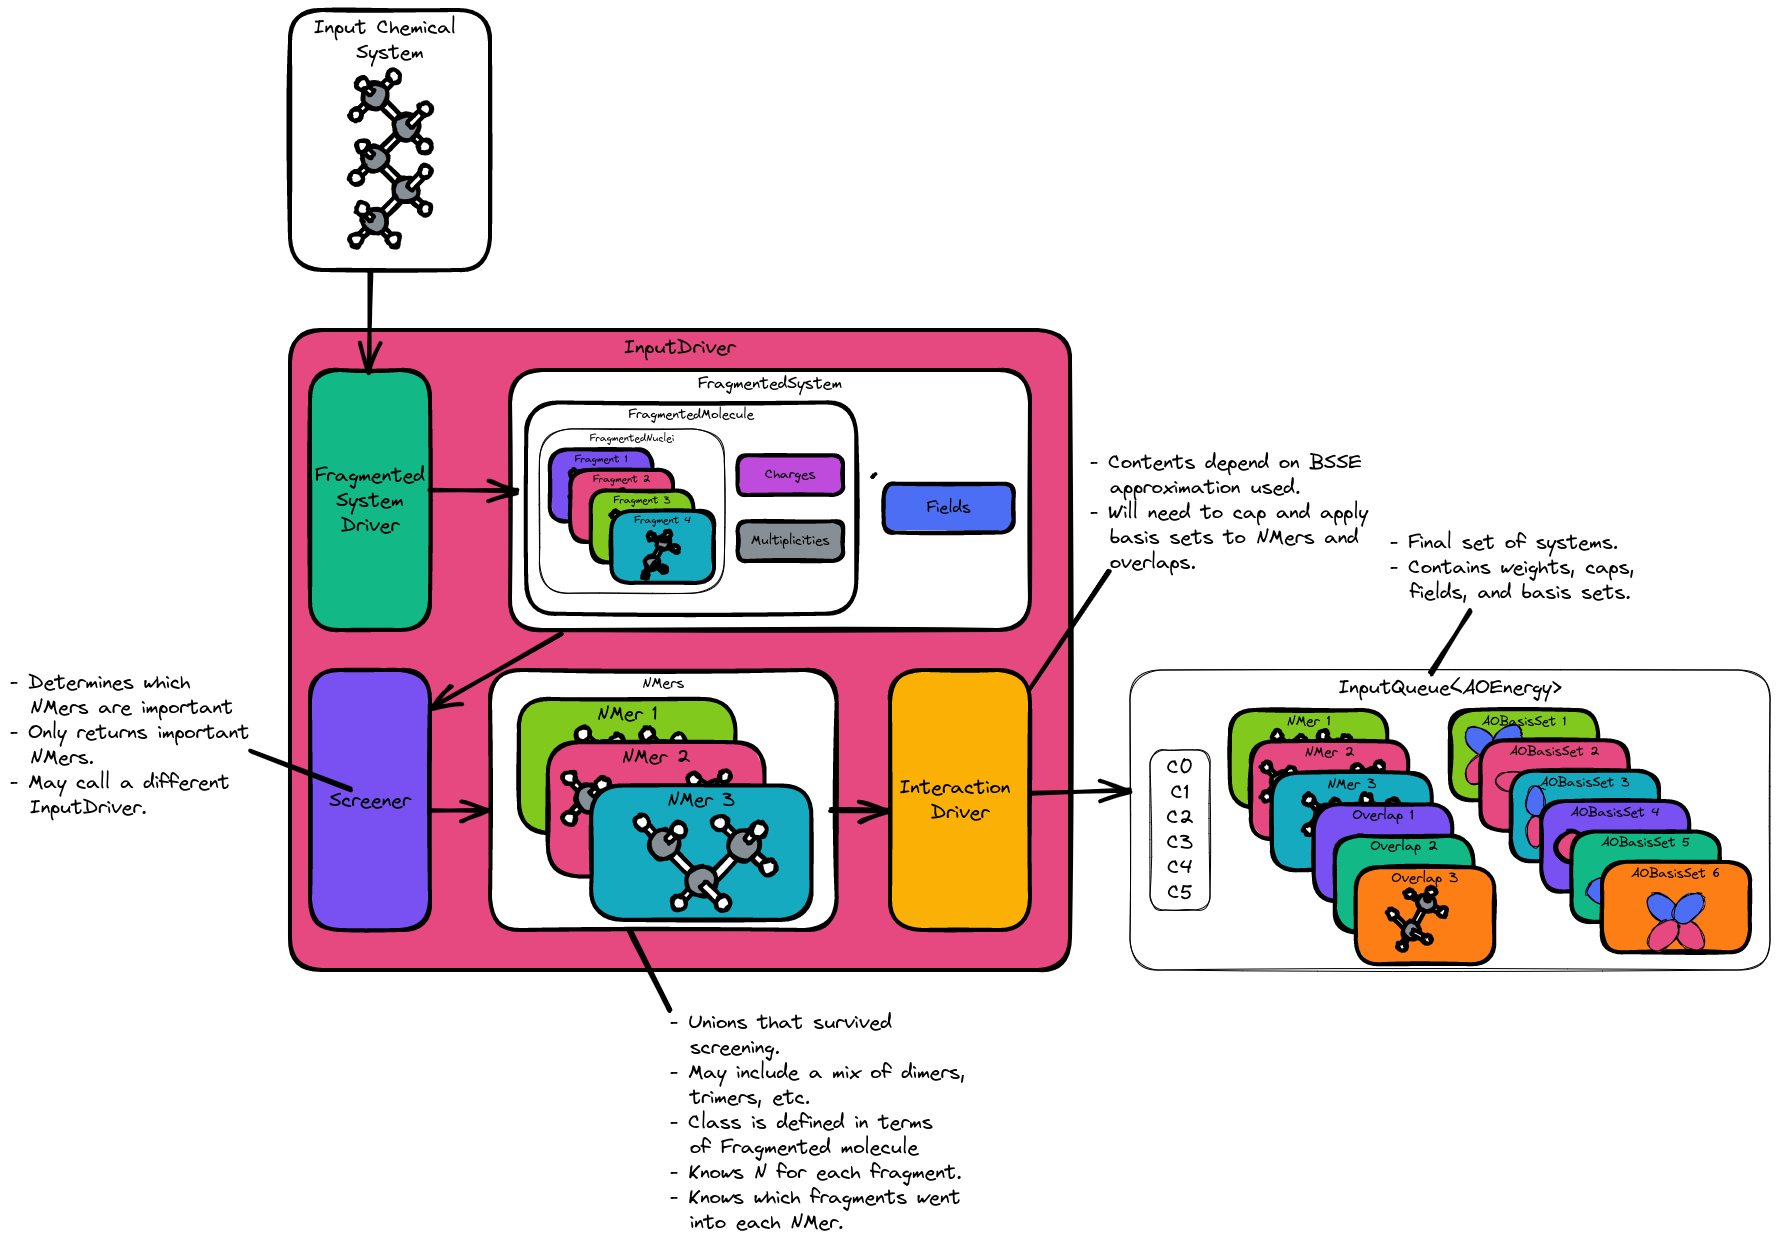 Input Chemical
System
InputDriver
Fragmented
System
Driver
FragmentedSystem
FragmentedMolecule
FragmentedNuclei
Fragment 1
Fragment 2
Fragment 3
Fragment 4
Charges
Multiplicities
Fields
- Contents depend on BSSE
approximation used.
- Will need to cap and apply
basis sets to NMers and
overlaps.
- Final set of systems.
- Contains weights, caps,
fields, and basis sets.
- Determines which
NMers are important
- Only returns important
NMers.
- May call a different
InputDriver.
Screener
NMers
NMer 1
NMer 2
NMer 3
Interaction
Driver
InputQueue<AOEnergy>
C0
C1
C2
C3
C4
C5
NMer 1
NMer 2
NMer 3
Overlap 1
Overlap 2
Overlap 3
AOBasisSet 1
AOBasisSet 2
AOBasisSet 3
AOBasisSet 4
AOBasisSet 5
AOBasisSet 6
- Unions that survived
screening.
- May include a mix of dimers,
trimers, etc.
- Class is defined in terms
of Fragmented molecule
- Knows N for each fragment.
- Knows which fragments went
into each NMer.